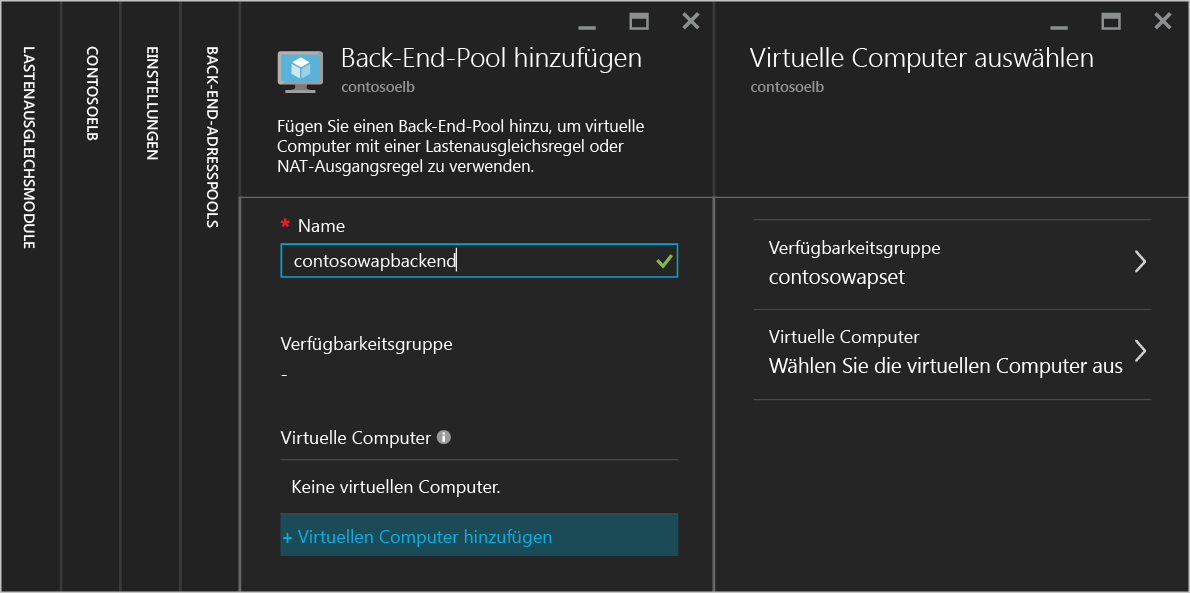 LASTENAUSGLEICHSMODULE
CONTOSOELB
EINSTELLUNGEN
BACK-END-ADRESSPOOLS
Back-End-Pool hinzufügen
contosoelb
Fügen Sie einen Back-End-Pool hinzu, um virtuelle
Computer mit einer Lastenausgleichsregel oder
NAT-Ausgangsregel zu verwenden.
* Name
contosowapbackend
Verfügbarkeitsgruppe
-
Virtuelle Computer
Keine virtuellen Computer.
+ Virtuellen Computer hinzufügen
Virtuelle Computer auswählen
contosoelb
Verfügbarkeitsgruppe
contosowapset
Virtuelle Computer
Wählen Sie die virtuellen Computer aus